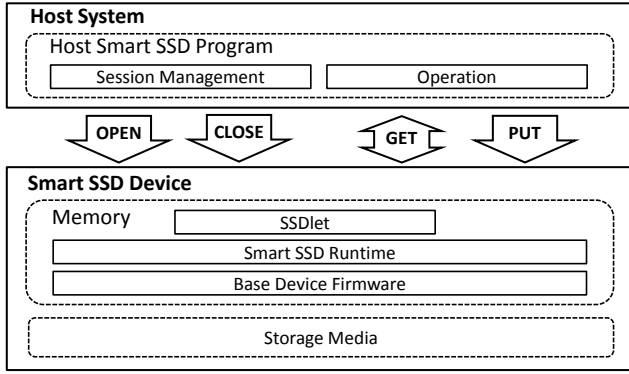 Host System
Host Smart SSD Program
Session Management
Operation
OPEN
CLOSE
GET
PUT
Smart SSD Device
Memory
SSDlet
Smart SSD Runtime
Base Device Firmware
Storage Media